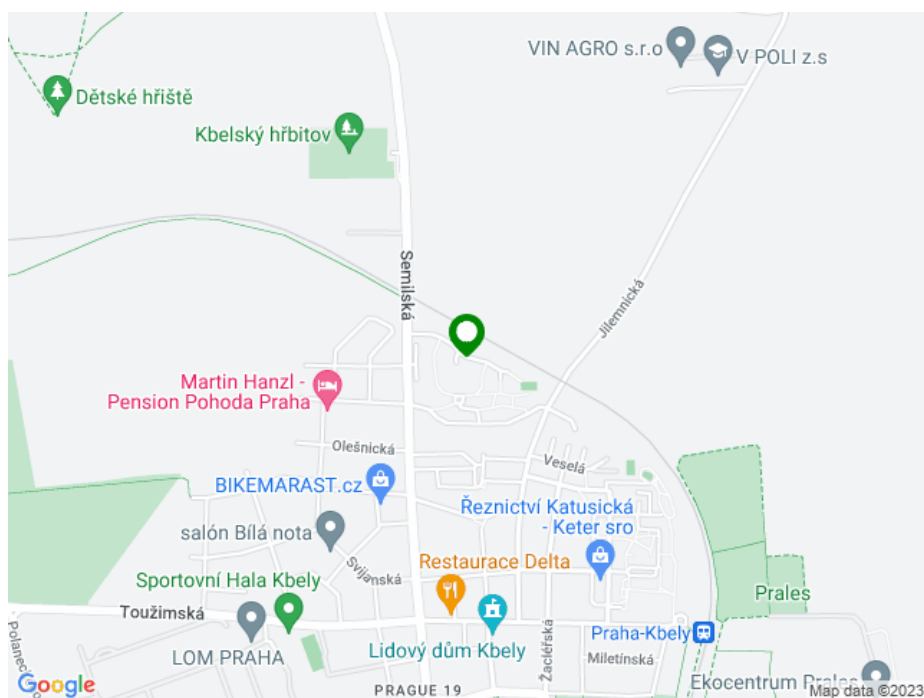 VIN AGRO s.r.o
V POLI z.s
Dětské hřiště
Kbelský hřbitov
Semilská
Jilemnická
Martin Hanzl -
Pension Pohoda Praha
Olešnická
Veselá
BIKEMARAST.cz
Řeznictví Katusická
- Keter sro
salón Bílá nota
Svijanská
Restaurace Delta
Sportovní Hala Kbely
Prales
Toužimská
Praha-Kbely
Lidový dům Kbely
LOM PRAHA
Žacléřská
Miletínská
Ekocentrum Prales
PRAGUE 19
Google
Map data ©2023